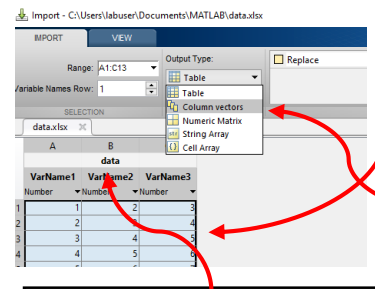 Import - C:\Users\labuser\Documents\MATLAB\data.xlsx
IMPORT VIEW
Range: A1:C13
Variable Names Row: 1
SELECTION
Output Type:
Table
Table
Column vectors
Numeric Matrix
String Array
Cell Array
Replace
data.xlsx
A B
data
VarName1 VarName2 VarName3
Number Number Number
1 1 2 3
2 2 4
3 3 4 5
4 4 5 6